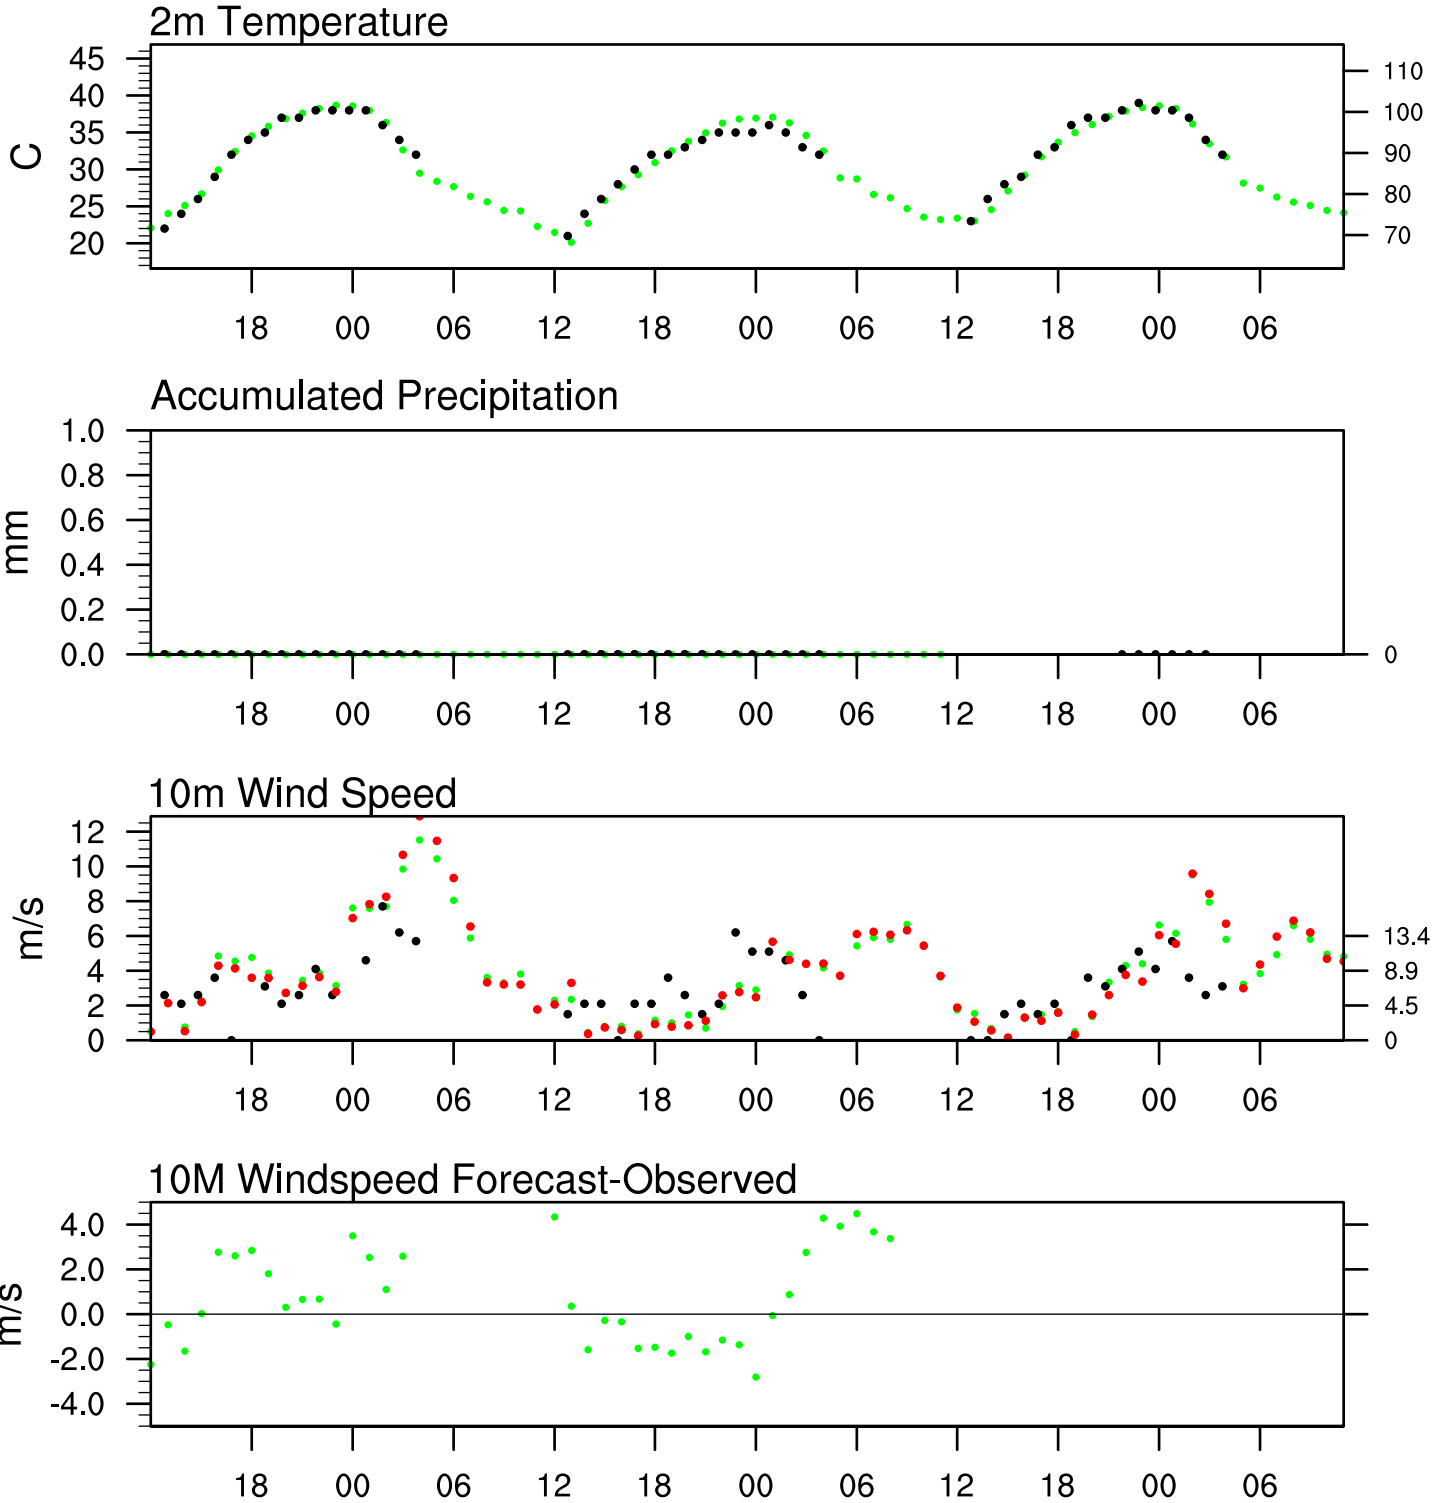 2m Temperature
45
40
35
30
25
20
C
110
100
90
80
70
18 00 06 12 18 00 06 12 18 00 06
Accumulated Precipitation
1.0
0.8
0.6
0.4
0.2
0.0
mm
0
18 00 06 12 18 00 06 12 18 00 06
10m Wind Speed
12
10
8
6
4
2
0
m/s
13.4
8.9
4.5
0
18 00 06 12 18 00 06 12 18 00 06
10M Windspeed Forecast-Observed
4.0
2.0
0.0
-2.0
-4.0
m/s
18 00 06 12 18 00 06 12 18 00 06